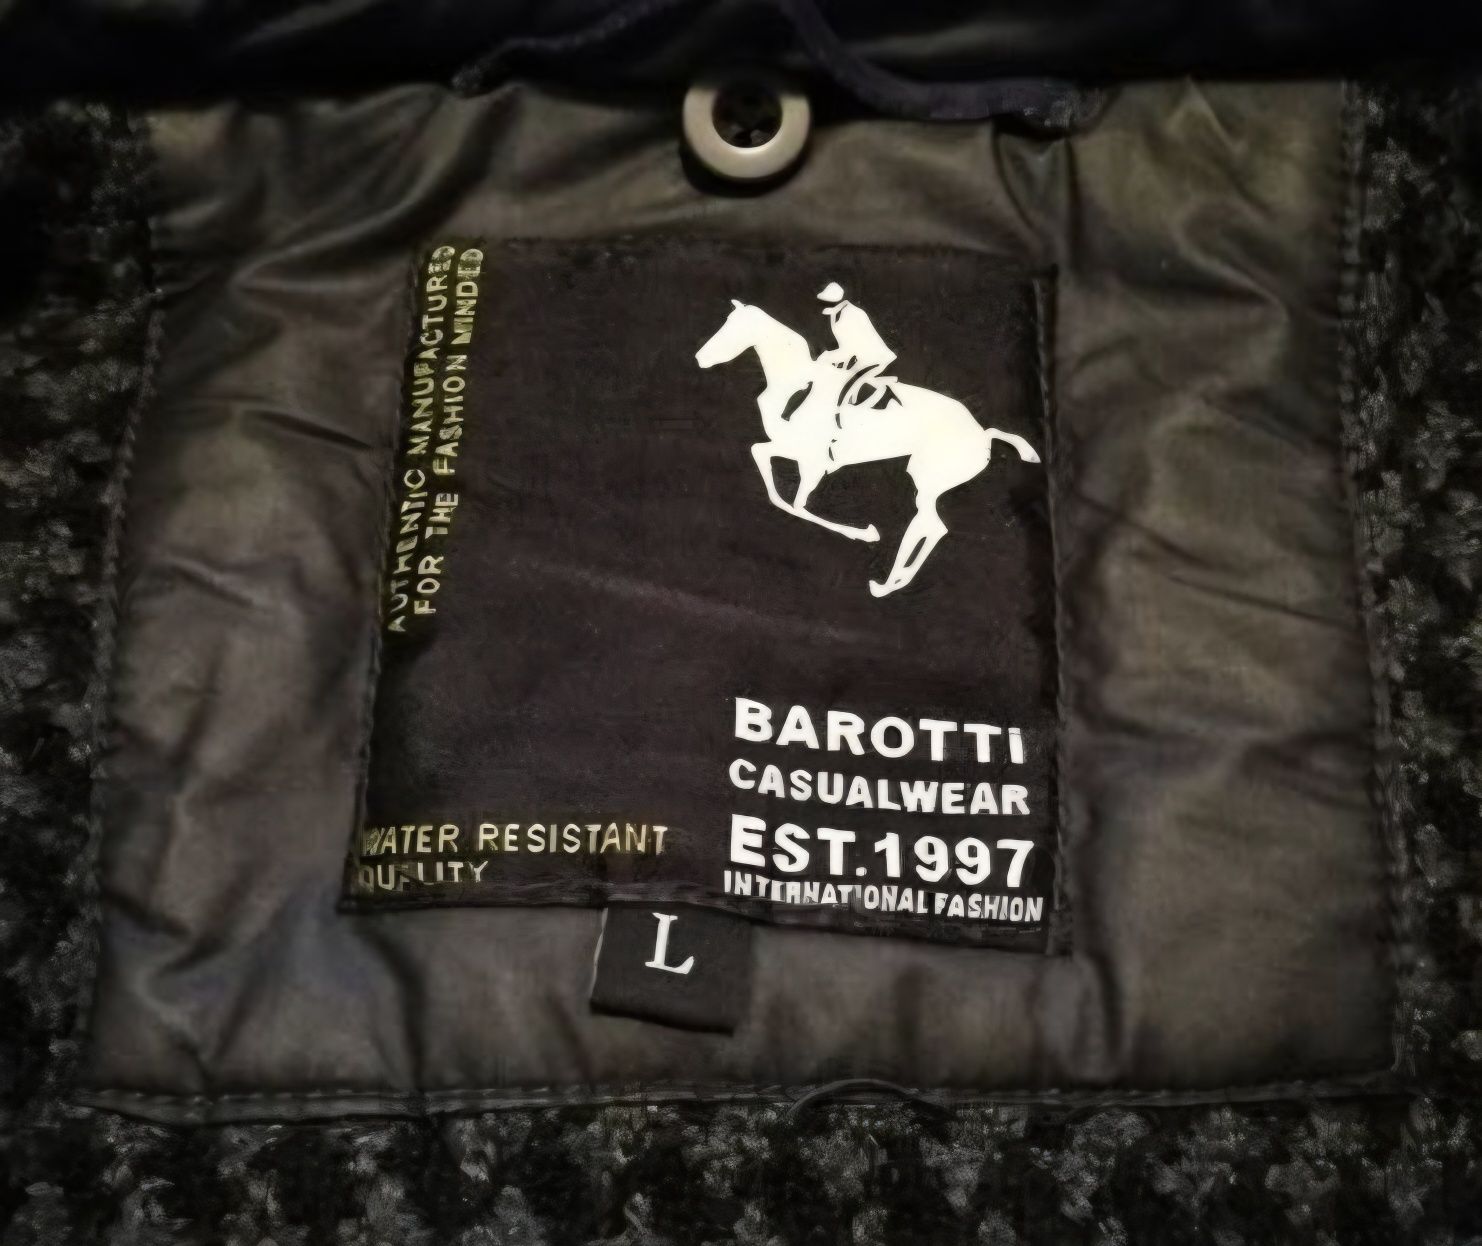 AUTHENTIC MANUFACTURED
FOR THE FASHION MINDED
BAROTTI
CASUALWEAR
EST.1997
INTERNATIONAL FASHION
WATER RESISTANT
QUALITY
L